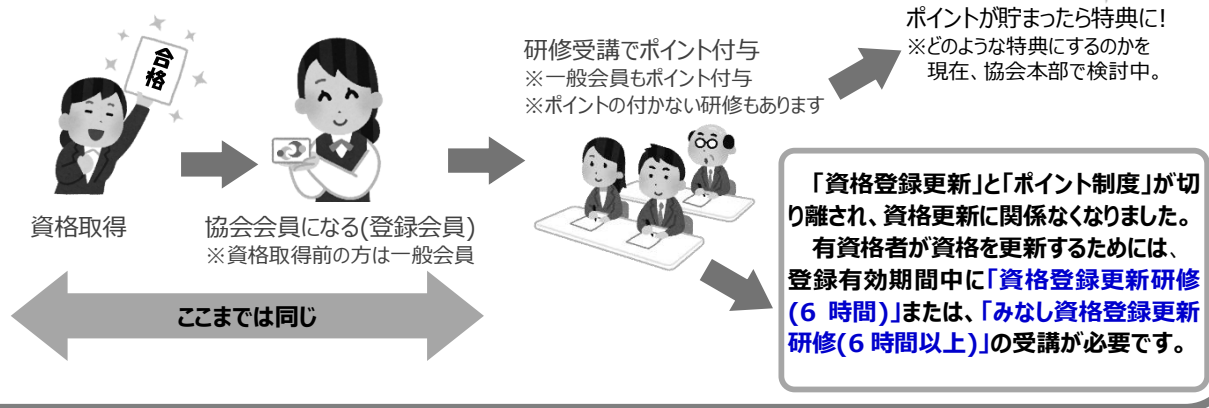 合格
資格取得
協会会員になる(登録会員)
※資格取得前の方は一般会員
ここまでは同じ
研修受講でポイント付与
※一般会員もポイント付与
※ポイントの付かない研修もあります
ポイントが貯まったら特典に!
※どのような特典にするのかを
現在、協会本部で検討中。
「資格登録更新」と「ポイント制度」が切
り離され、資格更新に関係なくなりました。
有資格者が資格を更新するためには、
登録有効期間中に「資格登録更新研修
(6 時間)」または、「みなし資格登録更新
研修(6 時間以上)」の受講が必要です。